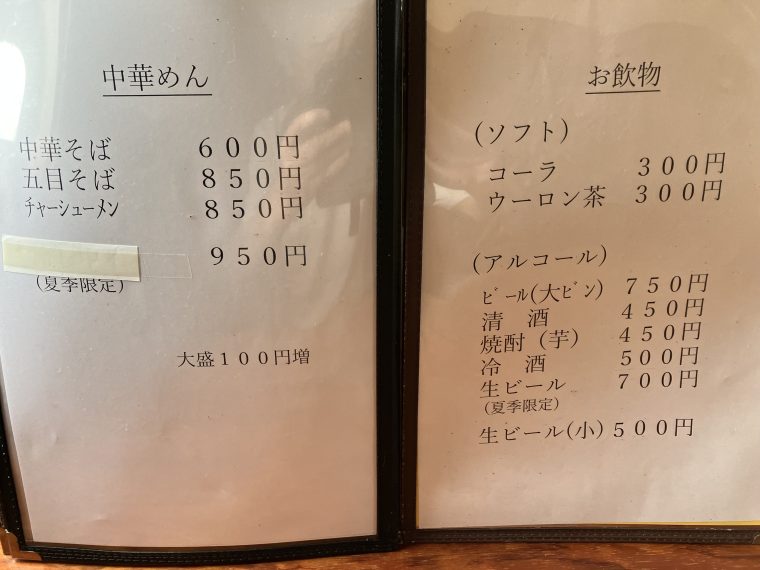 中華めん
中華そば 600円
五目そば 850円
チャーシューメン 850円
950円
(夏季限定)
大盛100円増
お飲物
(ソフト)
コーラ 300円
ウーロン茶 300円
(アルコール)
ビール(大ビン) 750円
清 酒 450円
焼酎(芋) 450円
冷 酒 500円
生ビール 700円
(夏季限定)
生ビール(小) 500円